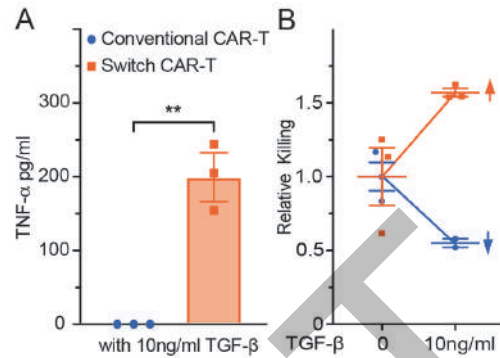 A
Conventional CAR-T
Switch CAR-T
TNF-α pg/ml
300
200
100
0
**
with 10ng/ml TGF-β
B
Relative Killing
1.5
1.0
0.5
0
TGF-β 0 10ng/ml
T